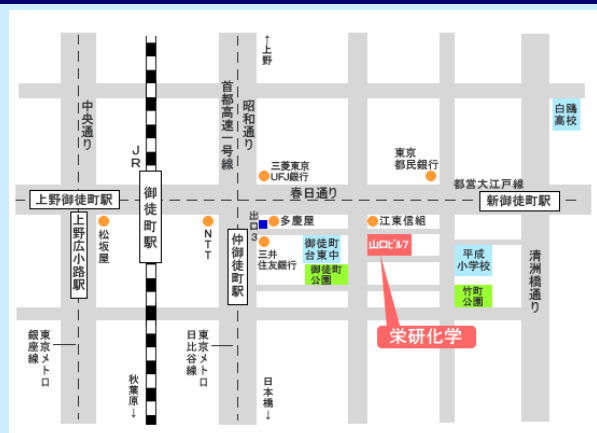 ↑上野
中央通り
首都高速一号線
昭和通り
白鴎
高校
JR
三菱東京
UFJ銀行
東京
都民銀行
春日通り
都営大江戸線
上野御徒町駅
御徒町駅
新御徒町駅
上野広小路駅
松坂屋
NTT
仲御徒町駅
出口3
多慶屋
江東信組
三井
住友銀行
御徒町
台東中
御徒町
公園
山口ビル7
平成
小学校
竹町
公園
清洲橋通り
栄研化学
東京メトロ
銀座線
東京メトロ
日比谷線
秋葉原→
日本橋→